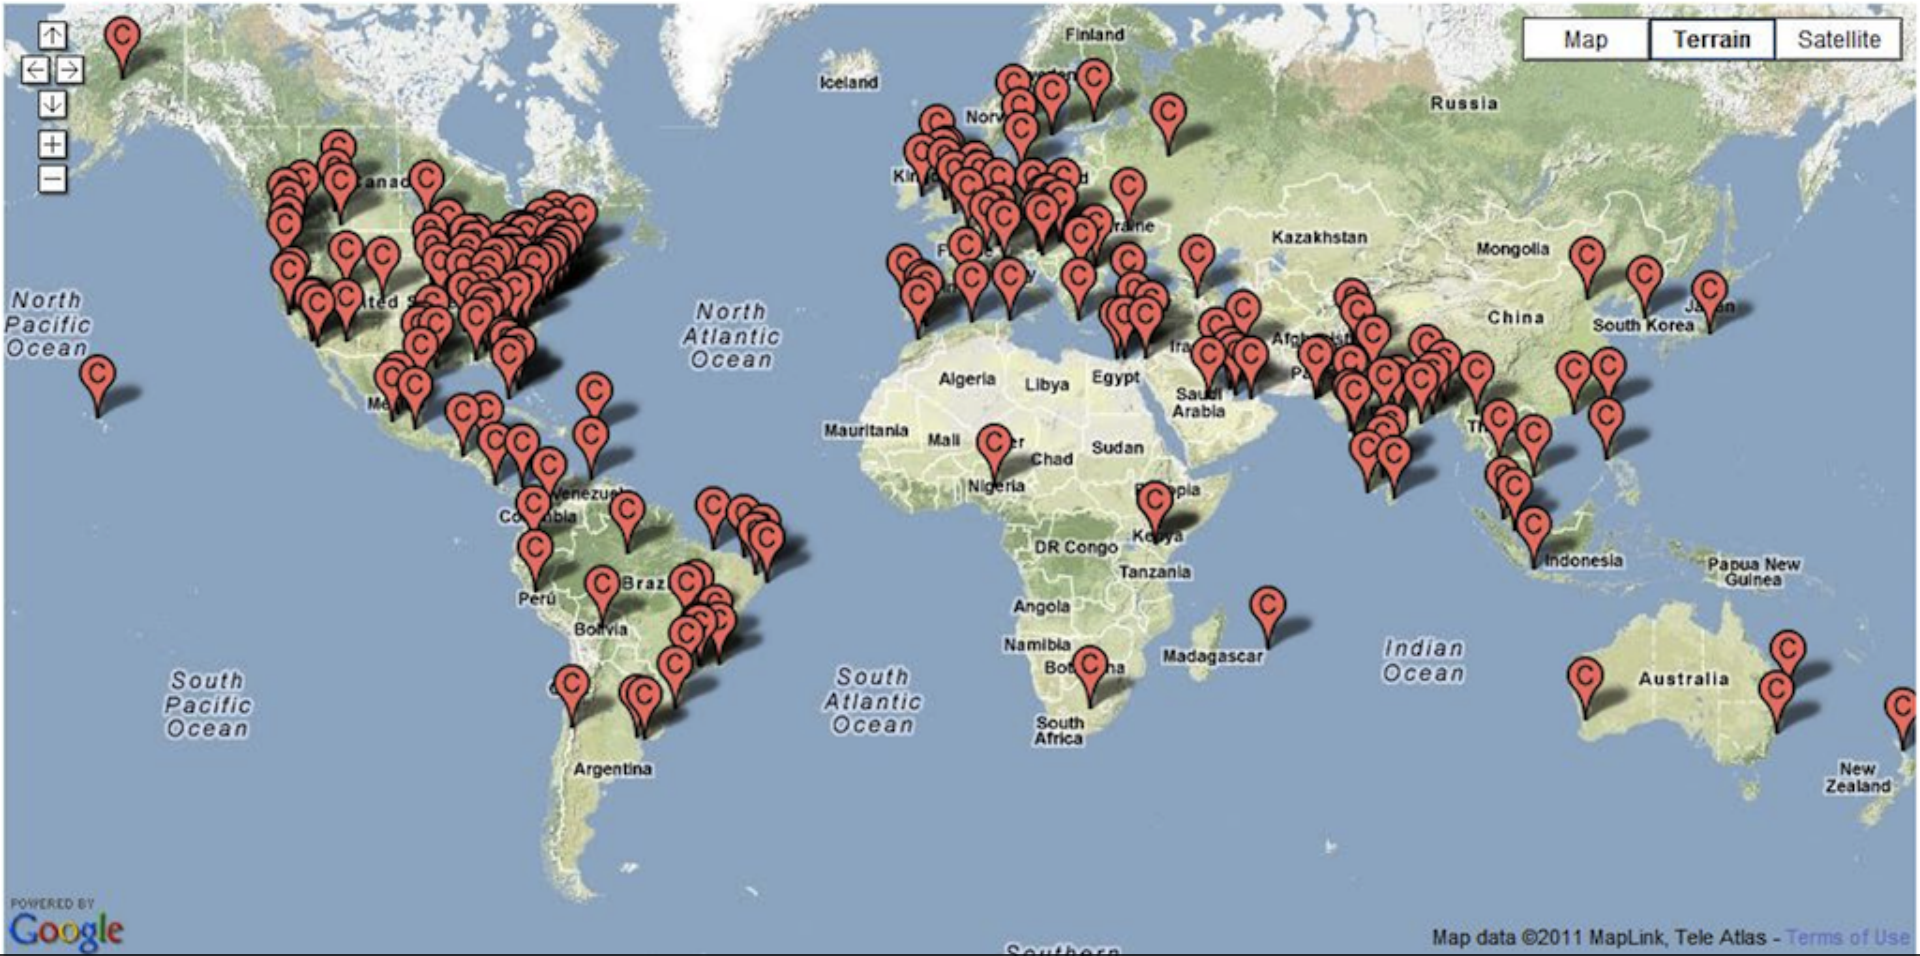 Finland
Map
Terrain
Satellite
Iceland
Russia
Kazakhstan
Mongolia
North
Pacific
Ocean
North
Atlantic
Ocean
China
South Korea
Algeria
Libya
Egypt
Saudi
Arabia
Mauritania
Mali
Chad
Sudan
Nigeria
DR Congo
Kenya
Tanzania
Indonesia
Papua New
Guinea
Perú
Bolivia
Angola
Namibia
Madagascar
Indian
Ocean
Australia
South
Pacific
Ocean
South
Atlantic
Ocean
South
Africa
Argentina
New
Zealand
POWERED BY
Google
Map data ©2011 MapLink, Tele Atlas - Terms of Use